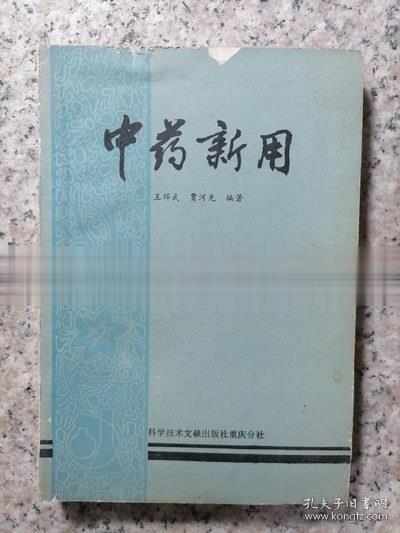 中药新用
王辉武 贾河先 编著
科学技术文献出版社重庆分社
孔夫子旧书网
www.kongfz.com